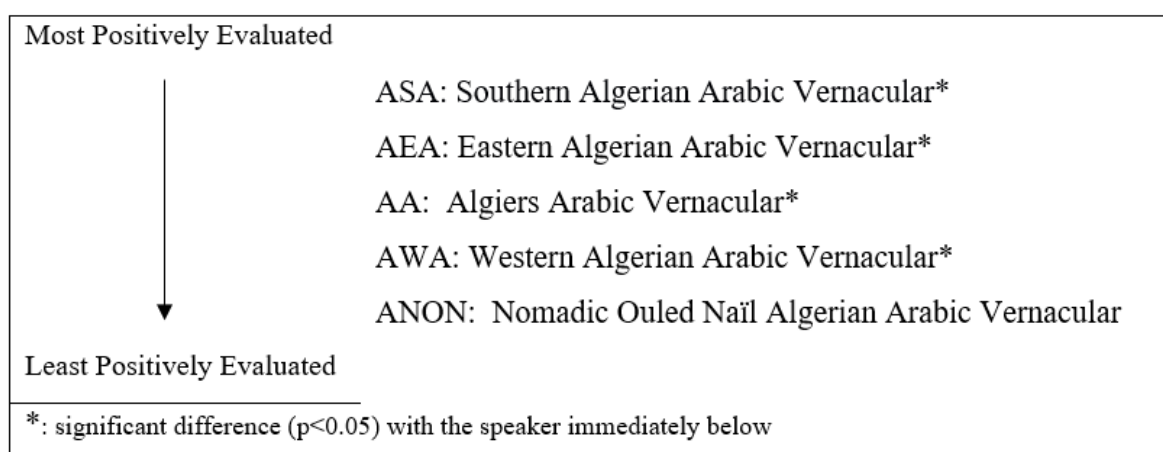 Most Positively Evaluated
ASA: Southern Algerian Arabic Vernacular*
AEA: Eastern Algerian Arabic Vernacular*
AA: Algiers Arabic Vernacular*
AWA: Western Algerian Arabic Vernacular*
ANON: Nomadic Ouled Naïl Algerian Arabic Vernacular
Least Positively Evaluated
*: significant difference (p<0.05) with the speaker immediately below